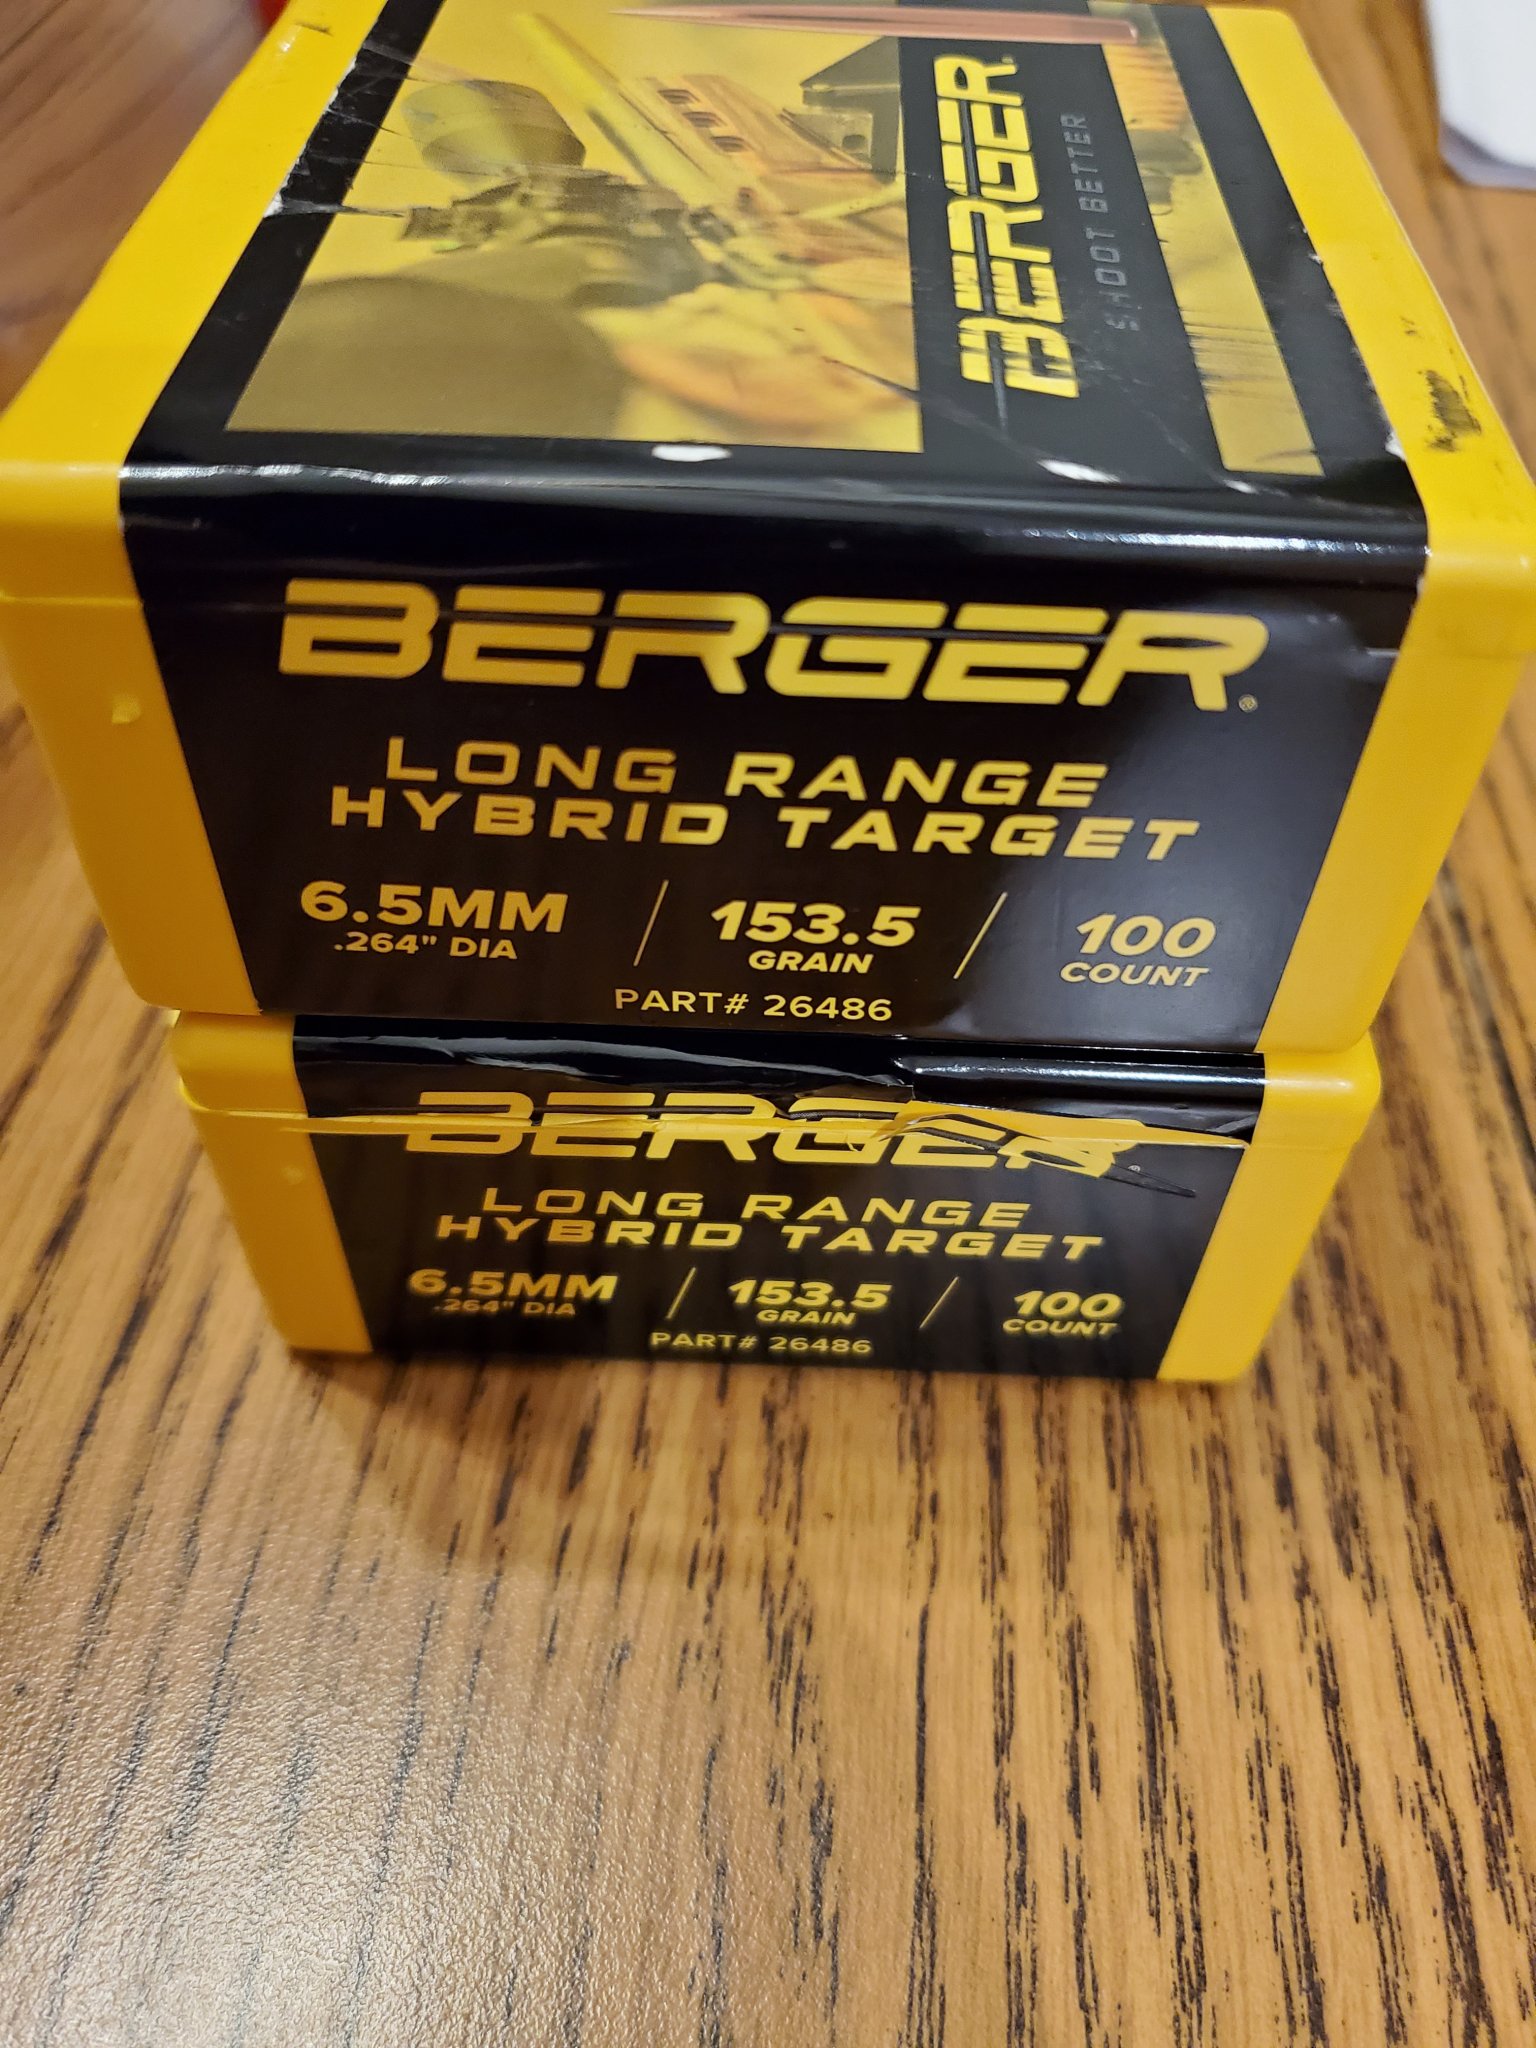 BERGER®
SHOOT BETTER
BERGER®
LONG RANGE
HYBRID TARGET
6.5MM / 153.5 / 100
.264" DIA GRAIN COUNT
PART# 26486
BERGER®
LONG RANGE
HYBRID TARGET
6.5MM / 153.5 / 100
.264" DIA GRAIN COUNT
PART# 26486